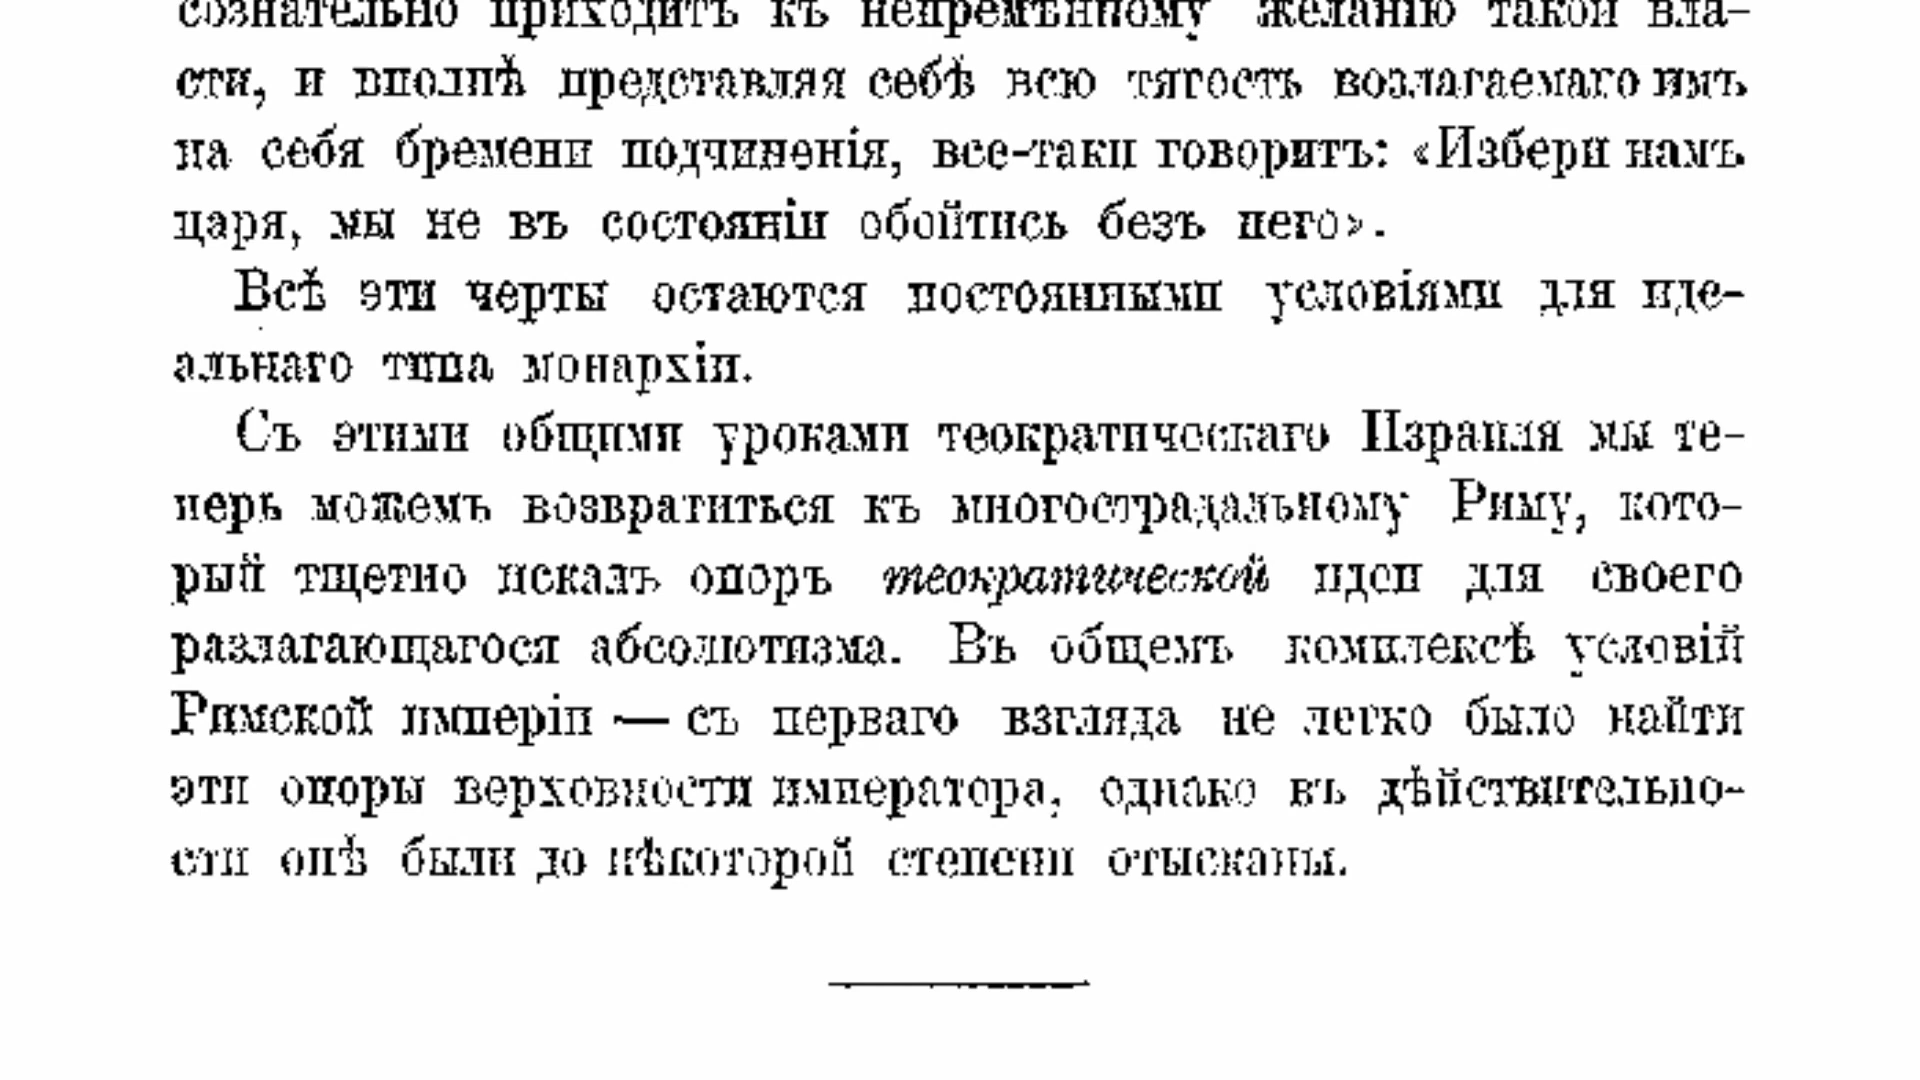 сознательно приходитъ къ непремѣнному желанію такой вла-
сти, и вполнѣ представляя себѣ всю тягость возлагаемаго имъ
на себя бремени подчиненія, все-таки говоритъ: «Избери намъ
царя, мы не въ состояніи обойтись безъ него».
Всѣ эти черты остаются постоянными условіями для иде-
альнаго типа монархіи.
Съ этими общими уроками теократическаго Израиля мы те-
перь можемъ возвратиться къ многострадальному Риму, кото-
рый тщетно искалъ опоръ теократической идеи для своего
разлагающагося абсолютизма. Въ общемъ комплексѣ условій
Римской имперіи — съ перваго взгляда не легко было найти
эти опоры верховности императора, однако въ дѣйствительно-
сти онѣ были до нѣкоторой степени отысканы.